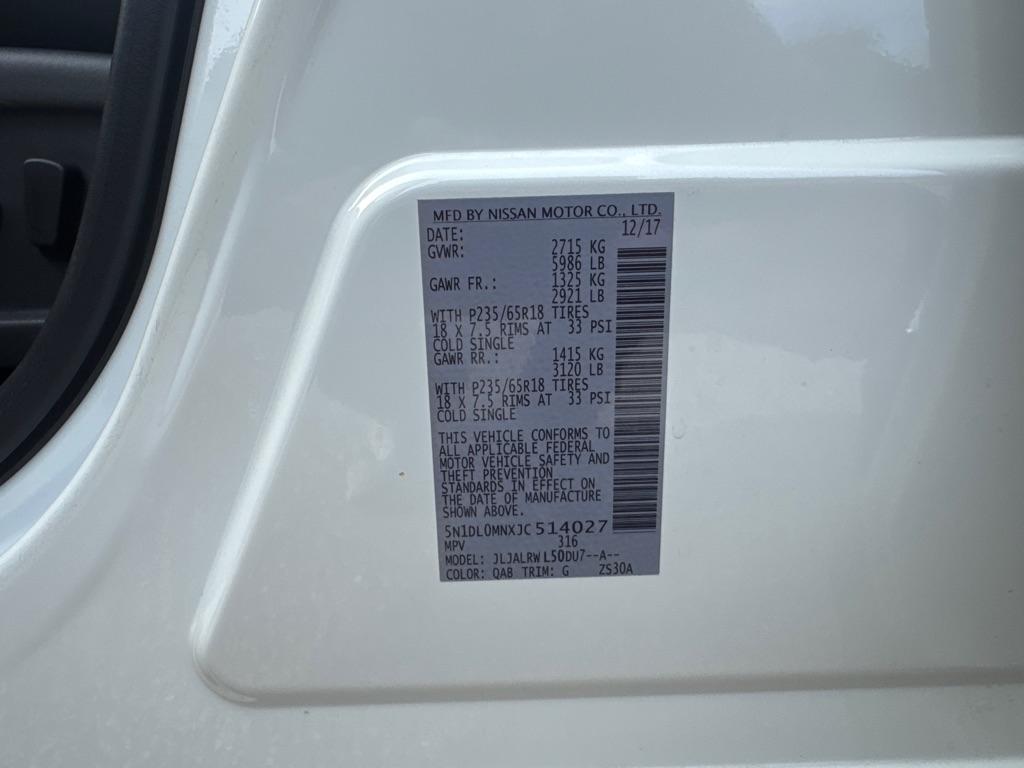 MFD BY NISSAN MOTOR CO., LTD.
DATE: 12/17
GVWR: 2715 KG
5986 LB
GAWR FR.: 1325 KG
2921 LB
WITH P235/65R18 TIRES
18 X 7.5 RIMS AT 33 PSI
COLD SINGLE
GAWR RR.: 1415 KG
3120 LB
WITH P235/65R18 TIRES
18 X 7.5 RIMS AT 33 PSI
COLD SINGLE
THIS VEHICLE CONFORMS TO
ALL APPLICABLE FEDERAL
MOTOR VEHICLE SAFETY AND
THEFT PREVENTION
STANDARDS IN EFFECT ON
THE DATE OF MANUFACTURE
SHOWN ABOVE.
5N1DL0MNXJC514027
MPV 316
MODEL: JLJALRW L50DU7--A--
COLOR: QAB TRIM: G ZS30A